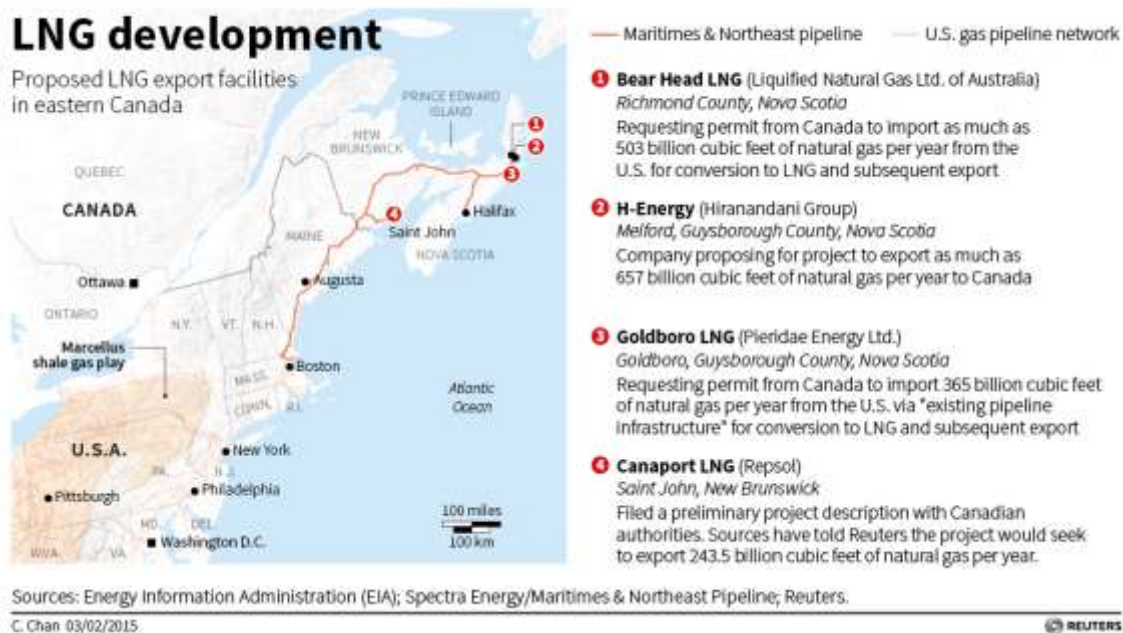 LNG development
Proposed LNG export facilities
in eastern Canada
PRINCE EDWARD
ISLAND
NEW
BRUNSWICK
1
2
3
QUEBEC
CANADA
4
Halifax
Saint John
MAINE
NOVA SCOTIA
Ottawa
Augusta
ONTARIO
N.Y.
VT.
N.H.
Marcellus
shale gas play
Boston
MASS.
Atlantic
Ocean
CONN.
R.I.
U.S.A.
New York
PA.
N.J.
Pittsburgh
Philadelphia
100 miles
100 km
MD.
DEL.
Washington D.C.
W.VA.
VA.
Maritimes & Northeast pipeline
U.S. gas pipeline network
1 Bear Head LNG (Liquified Natural Gas Ltd. of Australia)
Richmond County, Nova Scotia
Requesting permit from Canada to import as much as
503 billion cubic feet of natural gas per year from the
U.S. for conversion to LNG and subsequent export
2 H-Energy (Hiranandani Group)
Melford, Guysborough County, Nova Scotia
Company proposing for project to export as much as
657 billion cubic feet of natural gas per year to Canada
3 Goldboro LNG (Pieridae Energy Ltd.)
Goldboro, Guysborough County, Nova Scotia
Requesting permit from Canada to import 365 billion cubic feet
of natural gas per year from the U.S. via "existing pipeline
infrastructure" for conversion to LNG and subsequent export
4 Canaport LNG (Repsol)
Saint John, New Brunswick
Filed a preliminary project description with Canadian
authorities. Sources have told Reuters the project would seek
to export 243.5 billion cubic feet of natural gas per year.
Sources: Energy Information Administration (EIA); Spectra Energy/Maritimes & Northeast Pipeline; Reuters.
C. Chan 03/02/2015
REUTERS